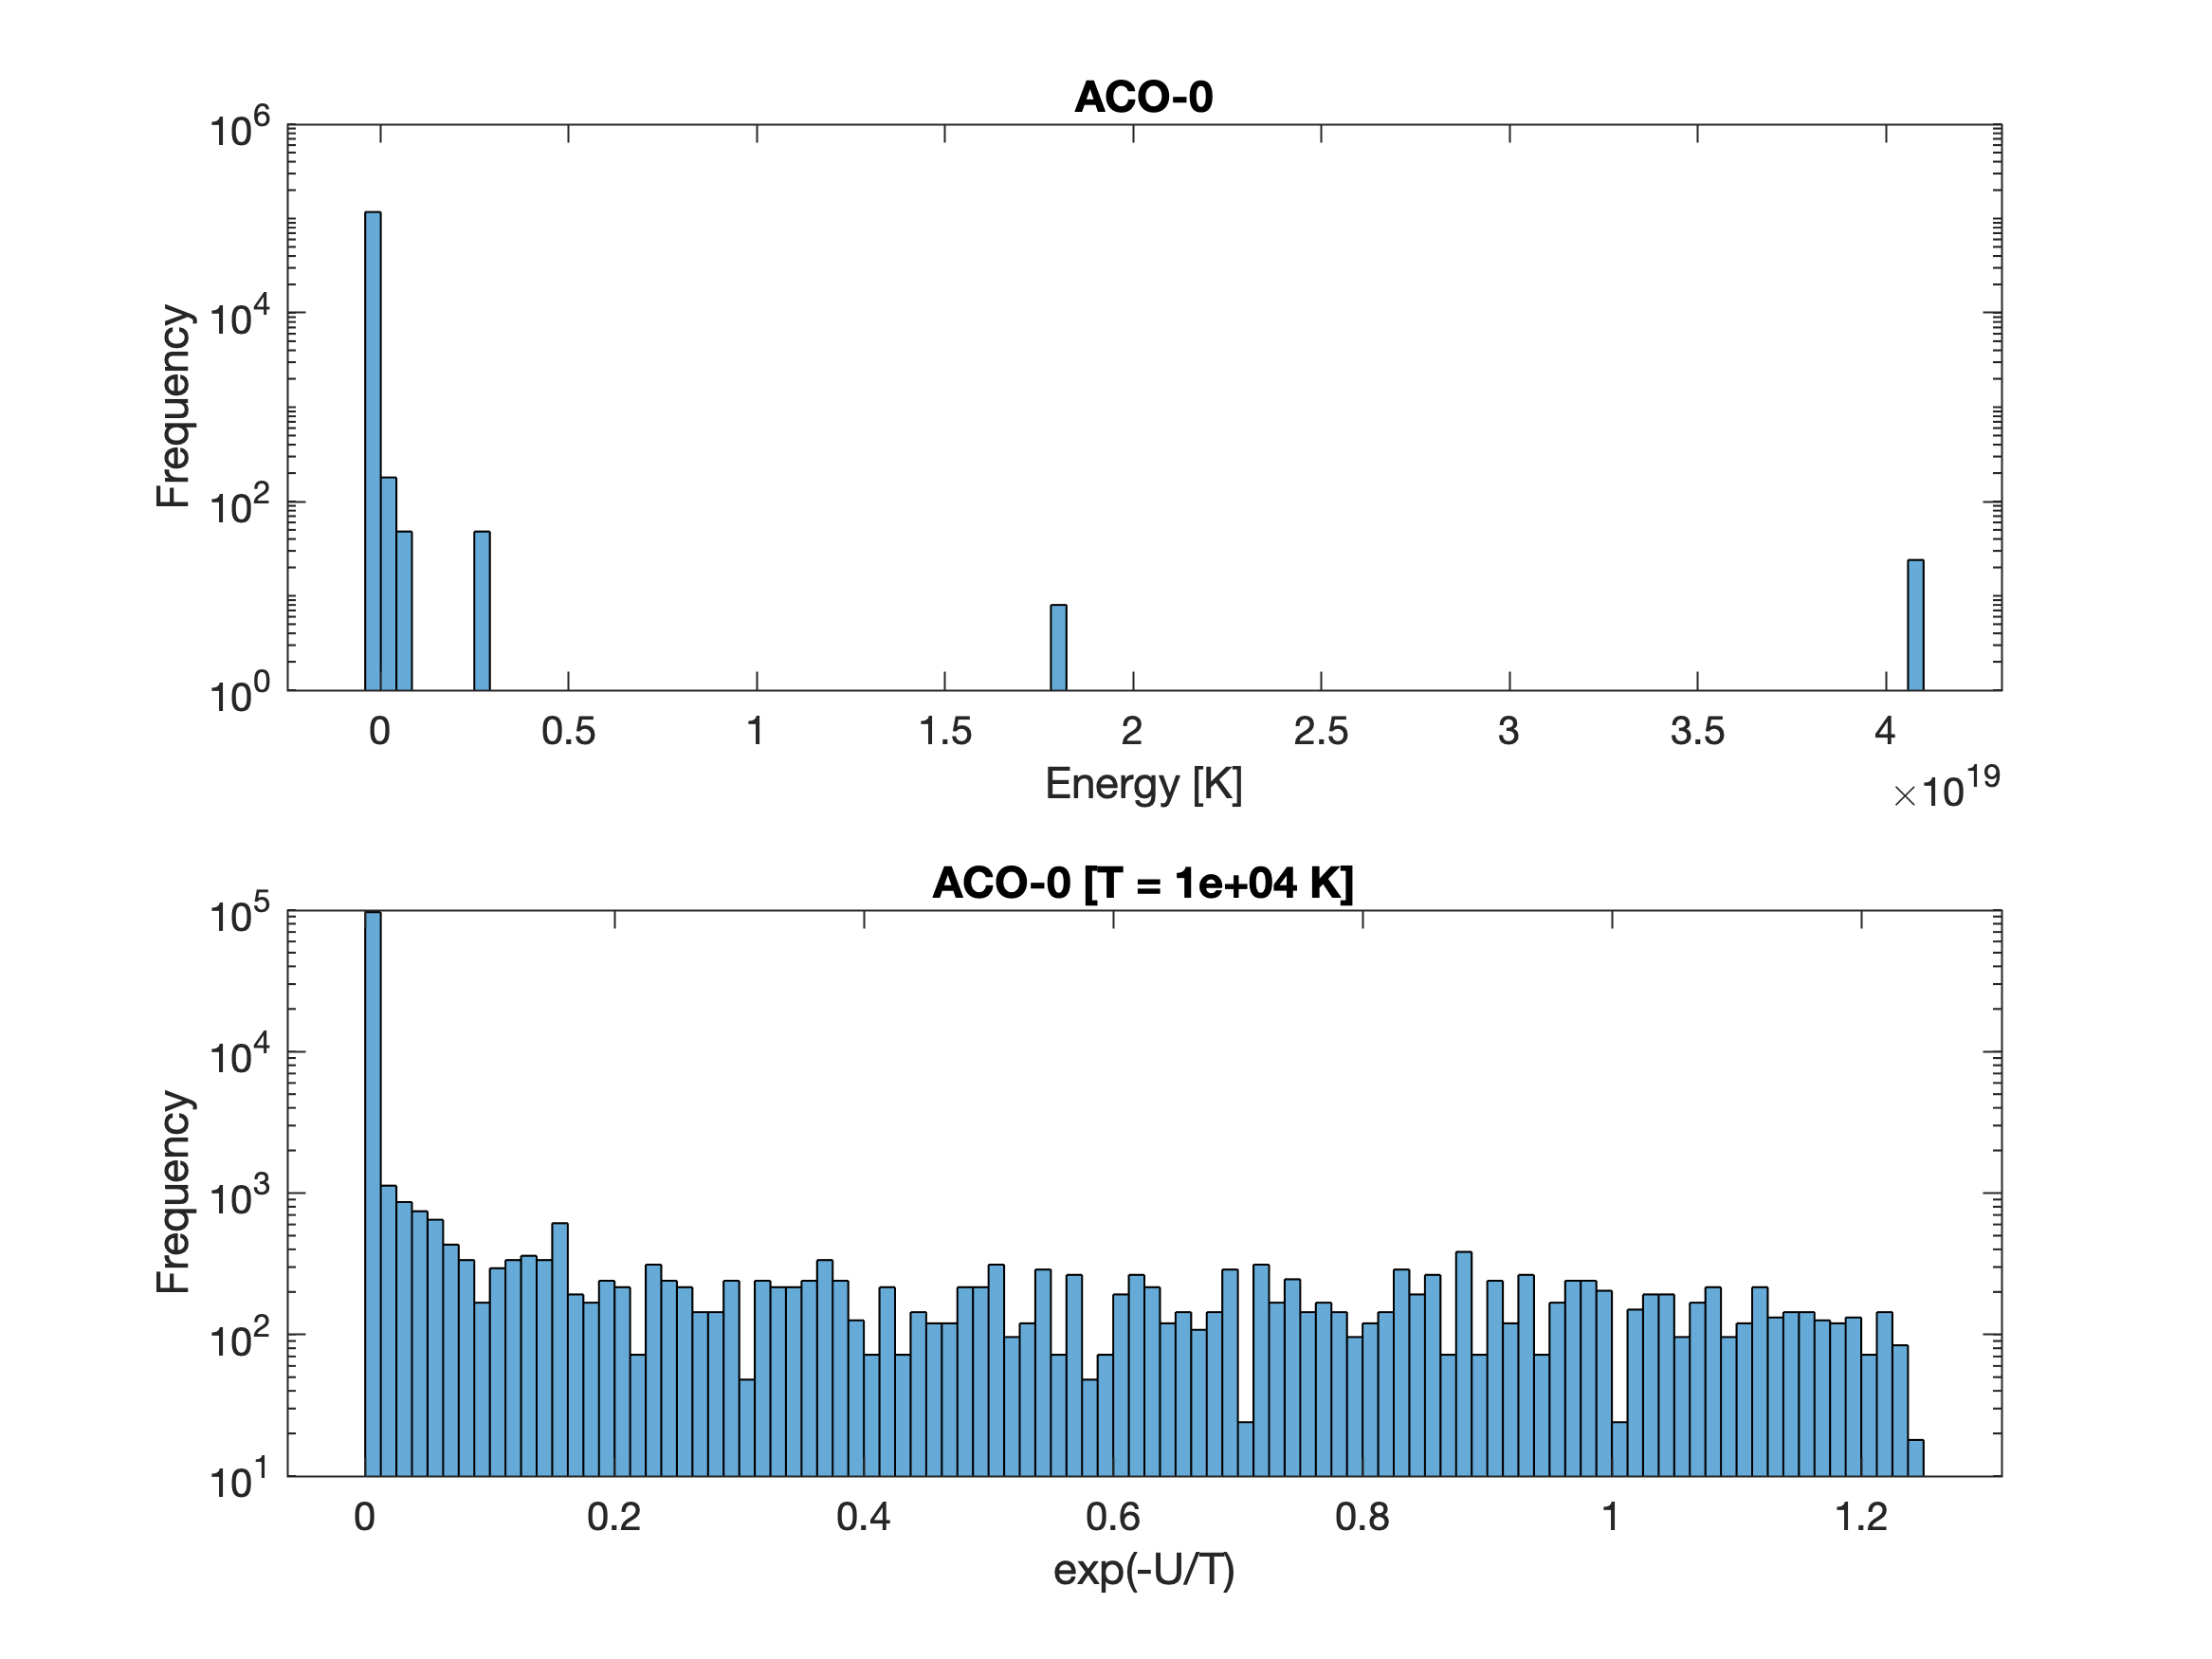 ACO-0
10^6
10^4
10^2
10^0
Frequency
0 0.5 1 1.5 2 2.5 3 3.5 4
Energy [K]
×10^19
ACO-0 [T = 1e+04 K]
10^5
10^4
10^3
10^2
10^1
Frequency
0 0.2 0.4 0.6 0.8 1 1.2
exp(-U/T)